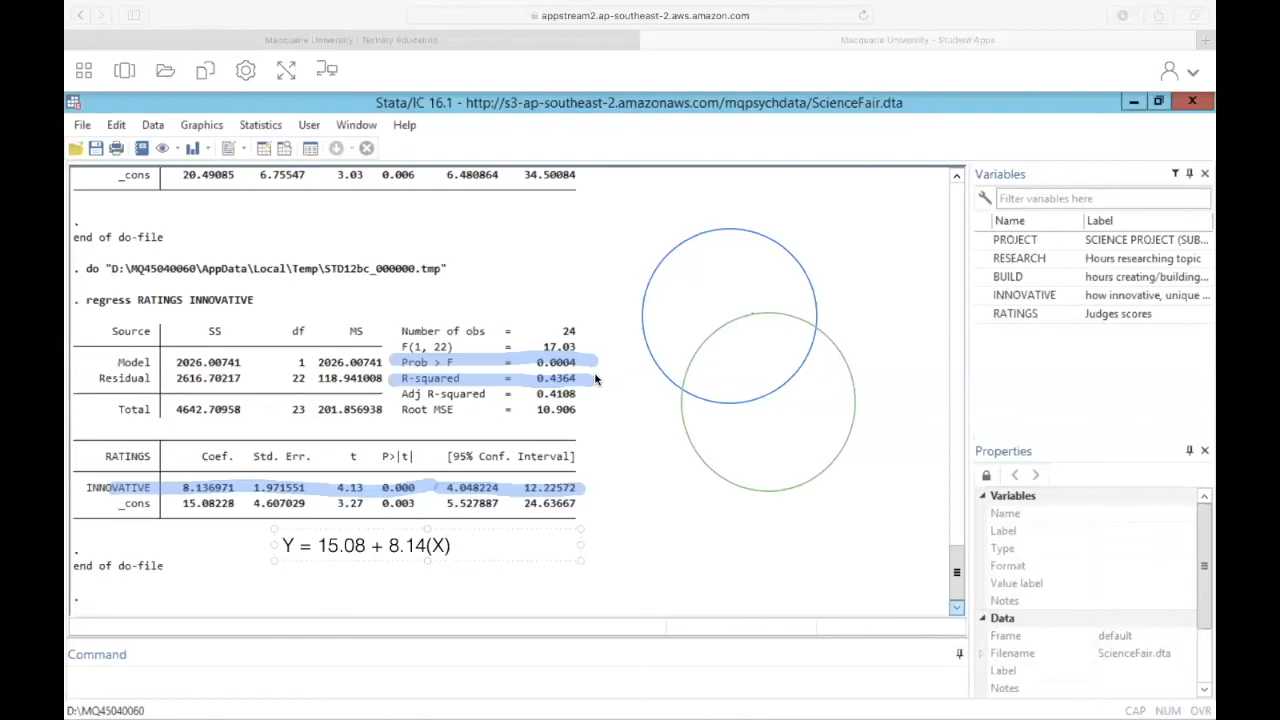 appstream2.ap-southeast-2.aws.amazon.com
Macquarie University | Tertiary Education
Macquarie University - Student Apps
Stata/IC 16.1 - http://s3-ap-southeast-2.amazonaws.com/mqpsychdata/ScienceFair.dta
File Edit Data Graphics Statistics User Window Help
_cons 20.49085 6.75547 3.03 0.006 6.480864 34.50084
.
end of do-file
. do "D:\MQ45040060\AppData\Local\Temp\STD12bc_000000.tmp"
. regress RATINGS INNOVATIVE
Source SS df MS Number of obs = 24
F(1, 22) = 17.03
Model 2026.00741 1 2026.00741 Prob > F = 0.0004
Residual 2616.70217 22 118.941008 R-squared = 0.4364
Adj R-squared = 0.4108
Total 4642.70958 23 201.856938 Root MSE = 10.906
RATINGS Coef. Std. Err. t P>|t| [95% Conf. Interval]
INNOVATIVE 8.136971 1.971551 4.13 0.000 4.048224 12.22572
_cons 15.08228 4.607029 3.27 0.003 5.527887 24.63667
Y = 15.08 + 8.14(X)
.
end of do-file
.
Command
D:\MQ45040060
Variables
Filter variables here
Name Label
PROJECT SCIENCE PROJECT (SUB...
RESEARCH Hours researching topic
BUILD hours creating/building...
INNOVATIVE how innovative, unique ...
RATINGS Judges scores
Properties
Variables
Name
Label
Type
Format
Value label
Notes
Data
Frame default
Filename ScienceFair.dta
Label
Notes
CAP NUM OVR